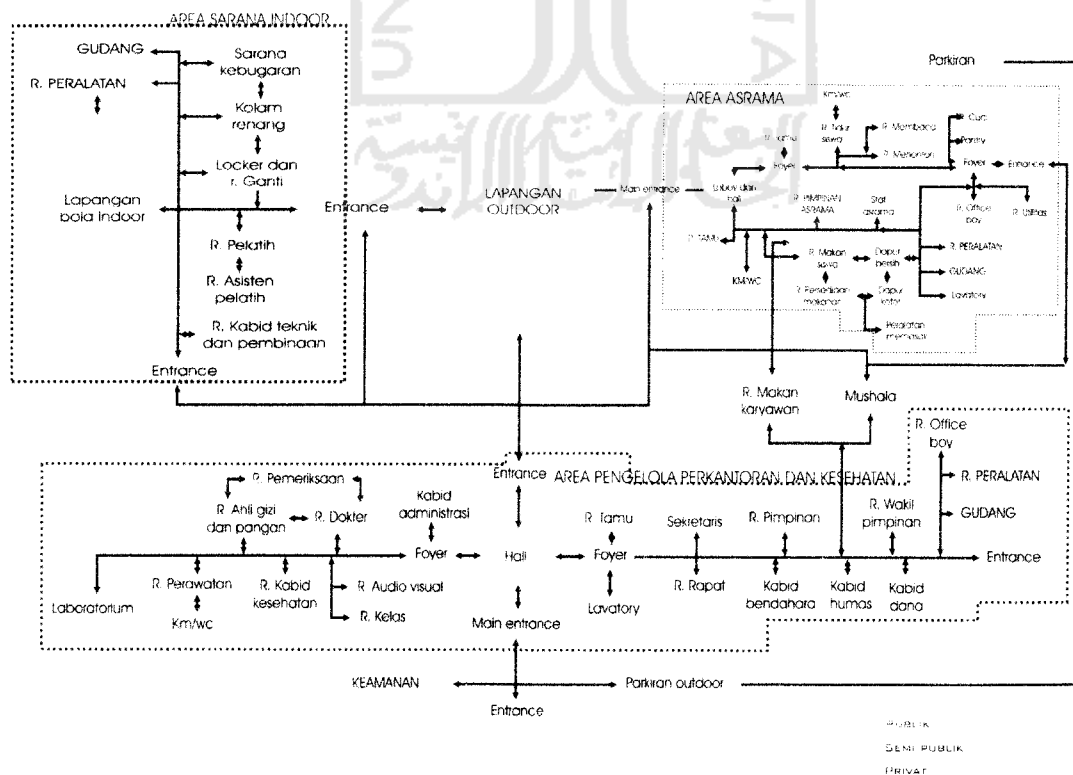 AREA SARANA INDOOR
GUDANG
Sarana
kebugaran
R. PERALATAN
Kolam
renang
Locker dan
r. Ganti
Lapangan
bola indoor
Entrance
R. Pelatih
R. Asisten
pelatih
R. Kabid teknik
dan pembinaan
Entrance
LAPANGAN
OUTDOOR
Main entrance
Parkiran
AREA ASRAMA
Km/wc
R. Tamu
R. Tidur
siswa
R. Membaca
R. Menonton
R. Cuci
Pantry
Foyer
Foyer
Entrance
Lobby dan
hall
R. PIMPINAN
ASRAMA
Staf
asrama
R. Office
boy
R. Utilitas
R. TAMU
KM/WC
R. Makan
siswa
Dapur
bersih
R. PERALATAN
GUDANG
Lavatory
R. Persediaan
makanan
Dapur
kotor
Peralatan
memasak
R. Makan
karyawan
Mushala
R. Office
boy
Entrance
AREA PENGELOLA PERKANTORAN DAN KESEHATAN
R. Pemeriksaan
R. Ahli gizi
dan pangan
R. Dokter
Kabid
administrasi
R. Tamu
Sekretaris
R. Pimpinan
R. Wakil
pimpinan
R. PERALATAN
GUDANG
Foyer
Hall
Foyer
Entrance
Laboratorium
R. Perawatan
Km/wc
R. Kabid
kesehatan
R. Audio visual
R. Kelas
Lavatory
R. Rapat
Kabid
bendahara
Kabid
humas
Kabid
dana
Main entrance
KEAMANAN
Parkiran outdoor
Entrance
PUBLIK
SEMI PUBLIK
PRIVAT